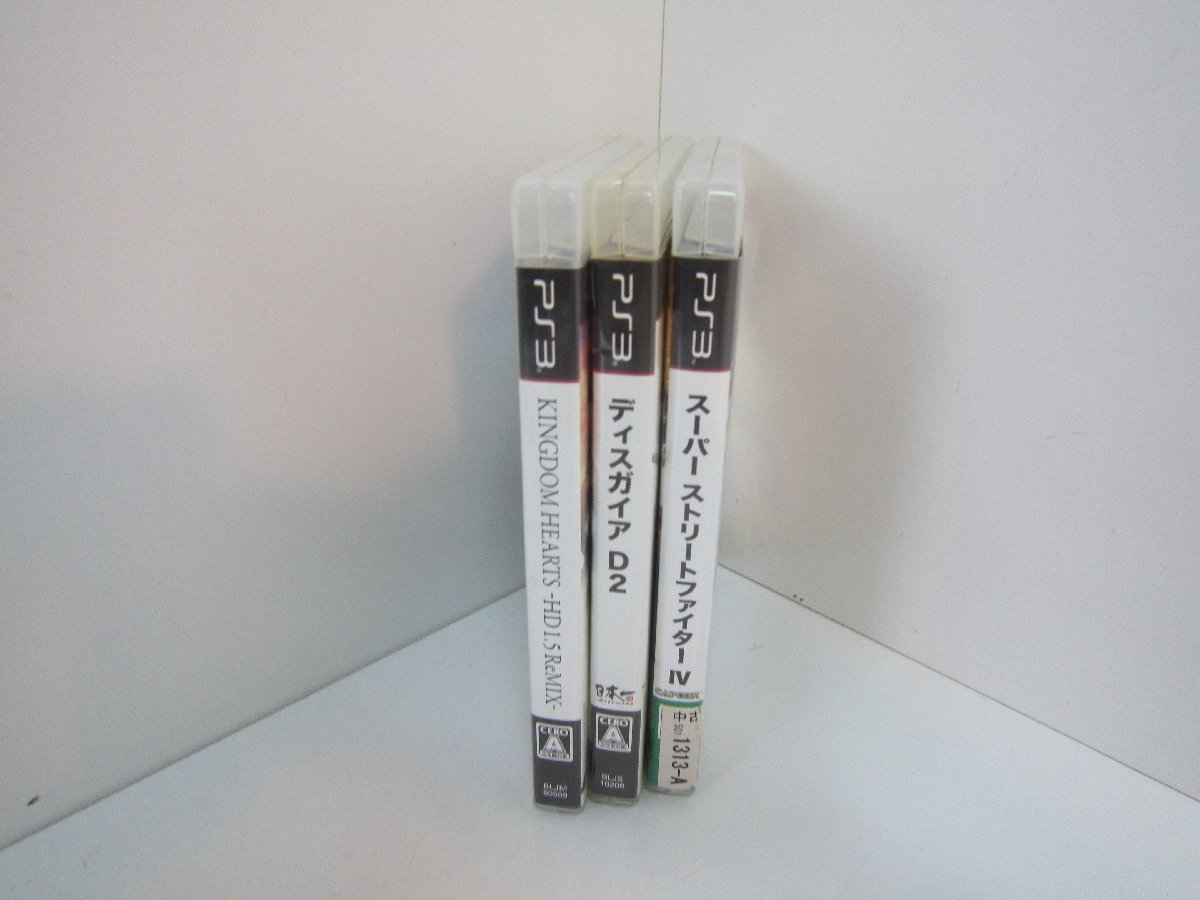 PS3
KINGDOM HEARTS -HD 1.5 ReMIX-
CERO
A
BLJM
PS3
ディスガイア D2
日本一
CERO
A
BLJS
10206
PS3
スーパー ストリートファイター IV
CAPCOM
中古
1313-A